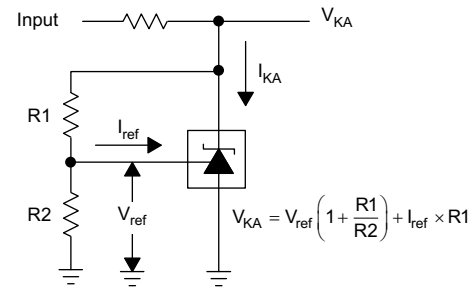 Input
V_KA
I_KA
R1
I_ref
R2
V_ref
V_KA = V_ref (1 + R1/R2) + I_ref × R1